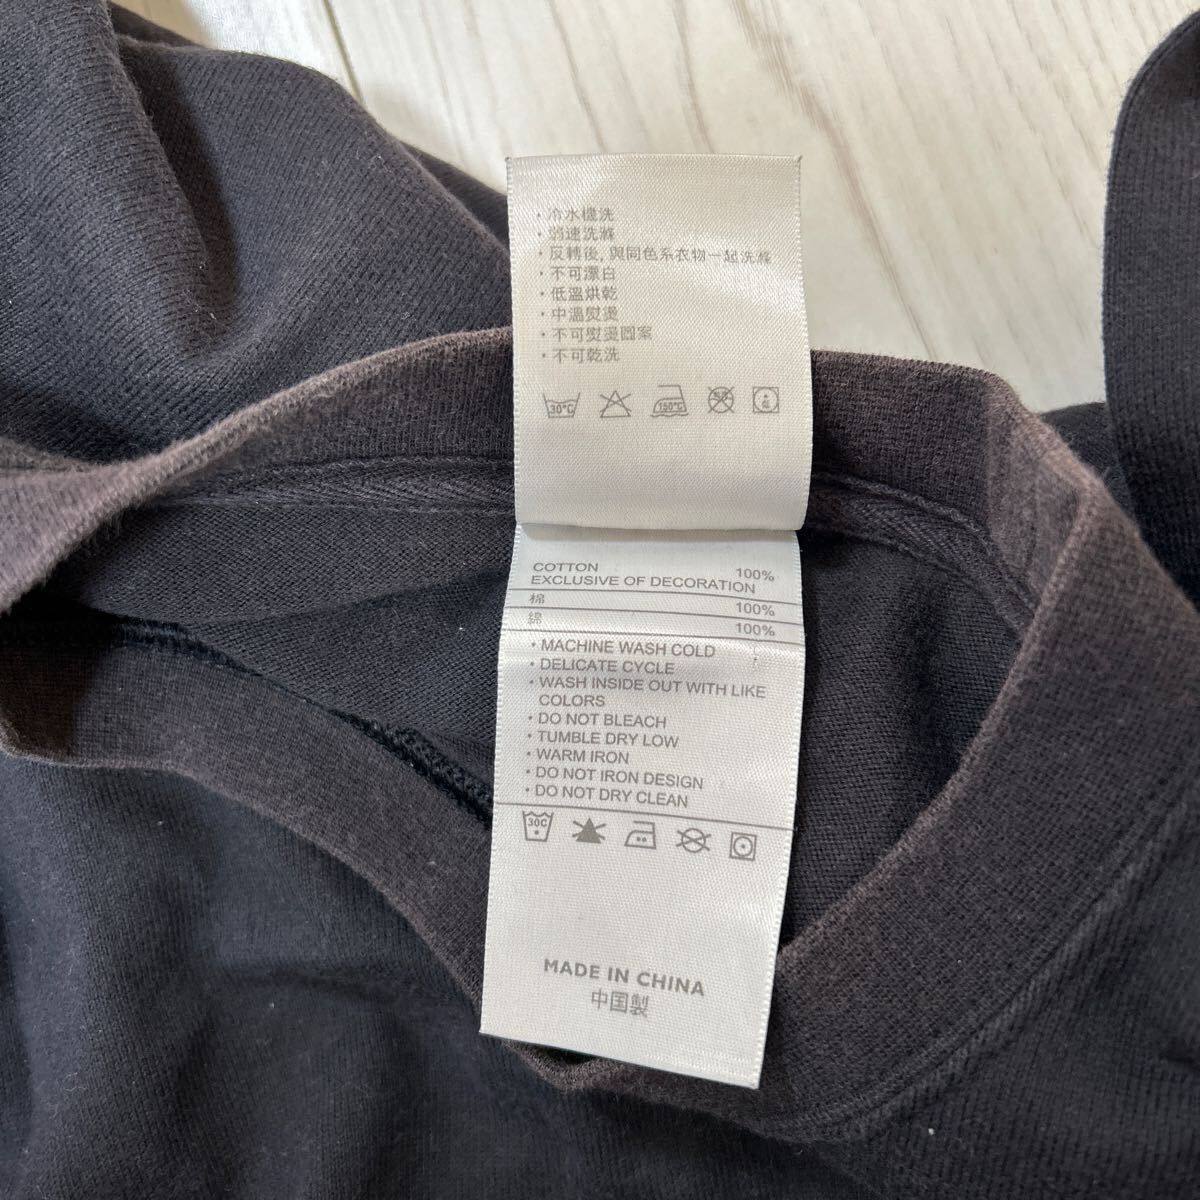 ・冷水機洗
・弱速洗滌
・反轉後, 與同色系衣物一起洗滌
・不可漂白
・低溫烘乾
・中溫熨燙
・不可熨燙圖案
・不可乾洗
30°C 150°C
COTTON 100%
EXCLUSIVE OF DECORATION
棉 100%
綿 100%
・MACHINE WASH COLD
・DELICATE CYCLE
・WASH INSIDE OUT WITH LIKE
COLORS
・DO NOT BLEACH
・TUMBLE DRY LOW
・WARM IRON
・DO NOT IRON DESIGN
・DO NOT DRY CLEAN
30C
MADE IN CHINA
中国製